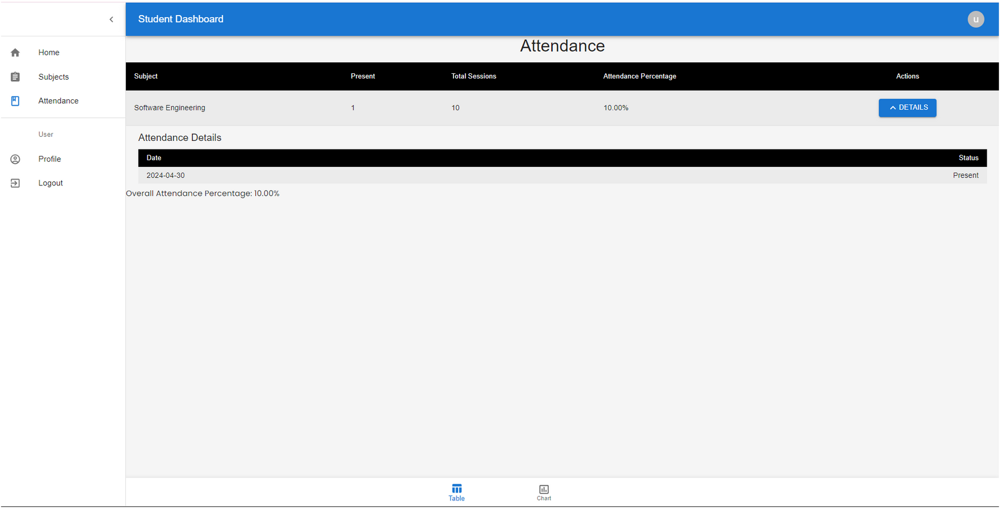 Student Dashboard
u
Home
Subjects
Attendance
User
Profile
Logout
Attendance
Subject Present Total Sessions Attendance Percentage Actions
Software Engineering 1 10 10.00% DETAILS
Attendance Details
Date Status
2024-04-30 Present
Overall Attendance Percentage: 10.00%
Table Chart